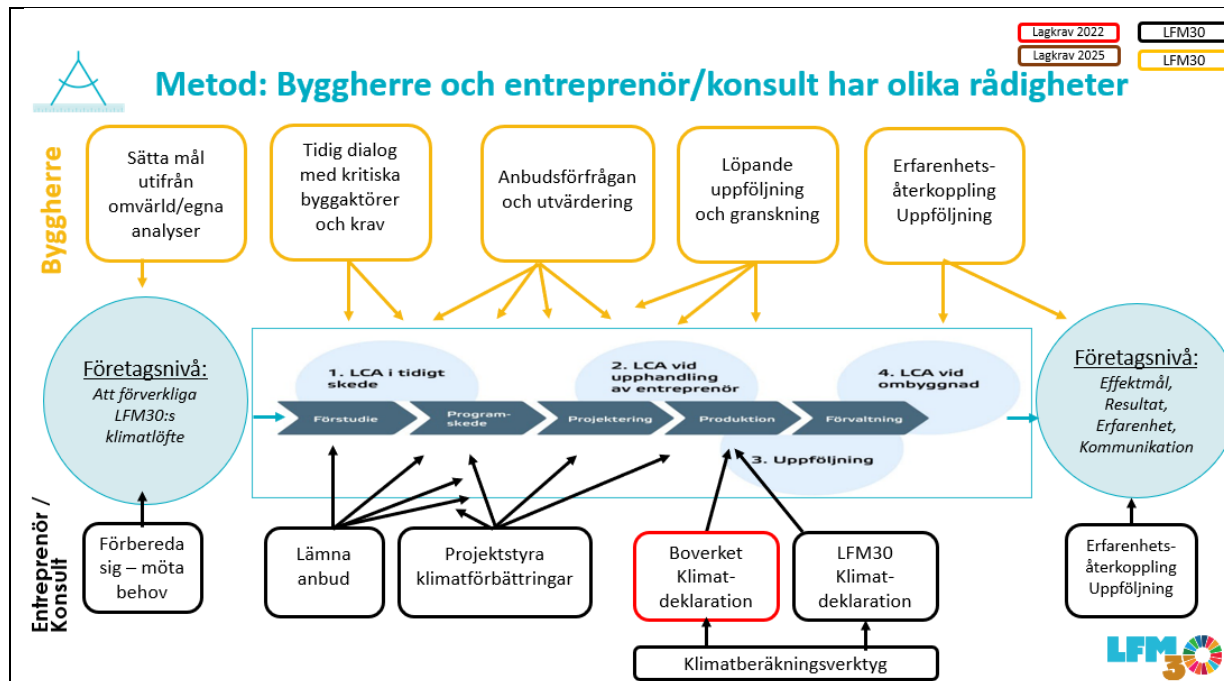 Lagkrav 2022
LFM30
Lagkrav 2025
LFM30
Metod: Byggherre och entreprenör/konsult har olika rådigheter
Byggherre
Sätta mål
utifrån
omvärld/egna
analyser
Tidig dialog
med kritiska
byggaktörer
och krav
Anbudsförfrågan
och utvärdering
Löpande
uppföljning
och granskning
Erfarenhets-
återkoppling
Uppföljning
Företagsnivå:
Att förverkliga
LFM30:s
klimatlöfte
1. LCA i tidigt
skede
2. LCA vid
upphandling
av entreprenör
4. LCA vid
ombyggnad
Förstudie
Program-
skede
Projektering
Produktion
Förvaltning
3. Uppföljning
Företagsnivå:
Effektmål,
Resultat,
Erfarenhet,
Kommunikation
Entreprenör /
Konsult
Förbereda
sig – möta
behov
Lämna
anbud
Projektstyra
klimatförbättringar
Boverket
Klimat-
deklaration
LFM30
Klimat-
deklaration
Erfarenhets-
återkoppling
Uppföljning
Klimatberäkningsverktyg
LFM
30